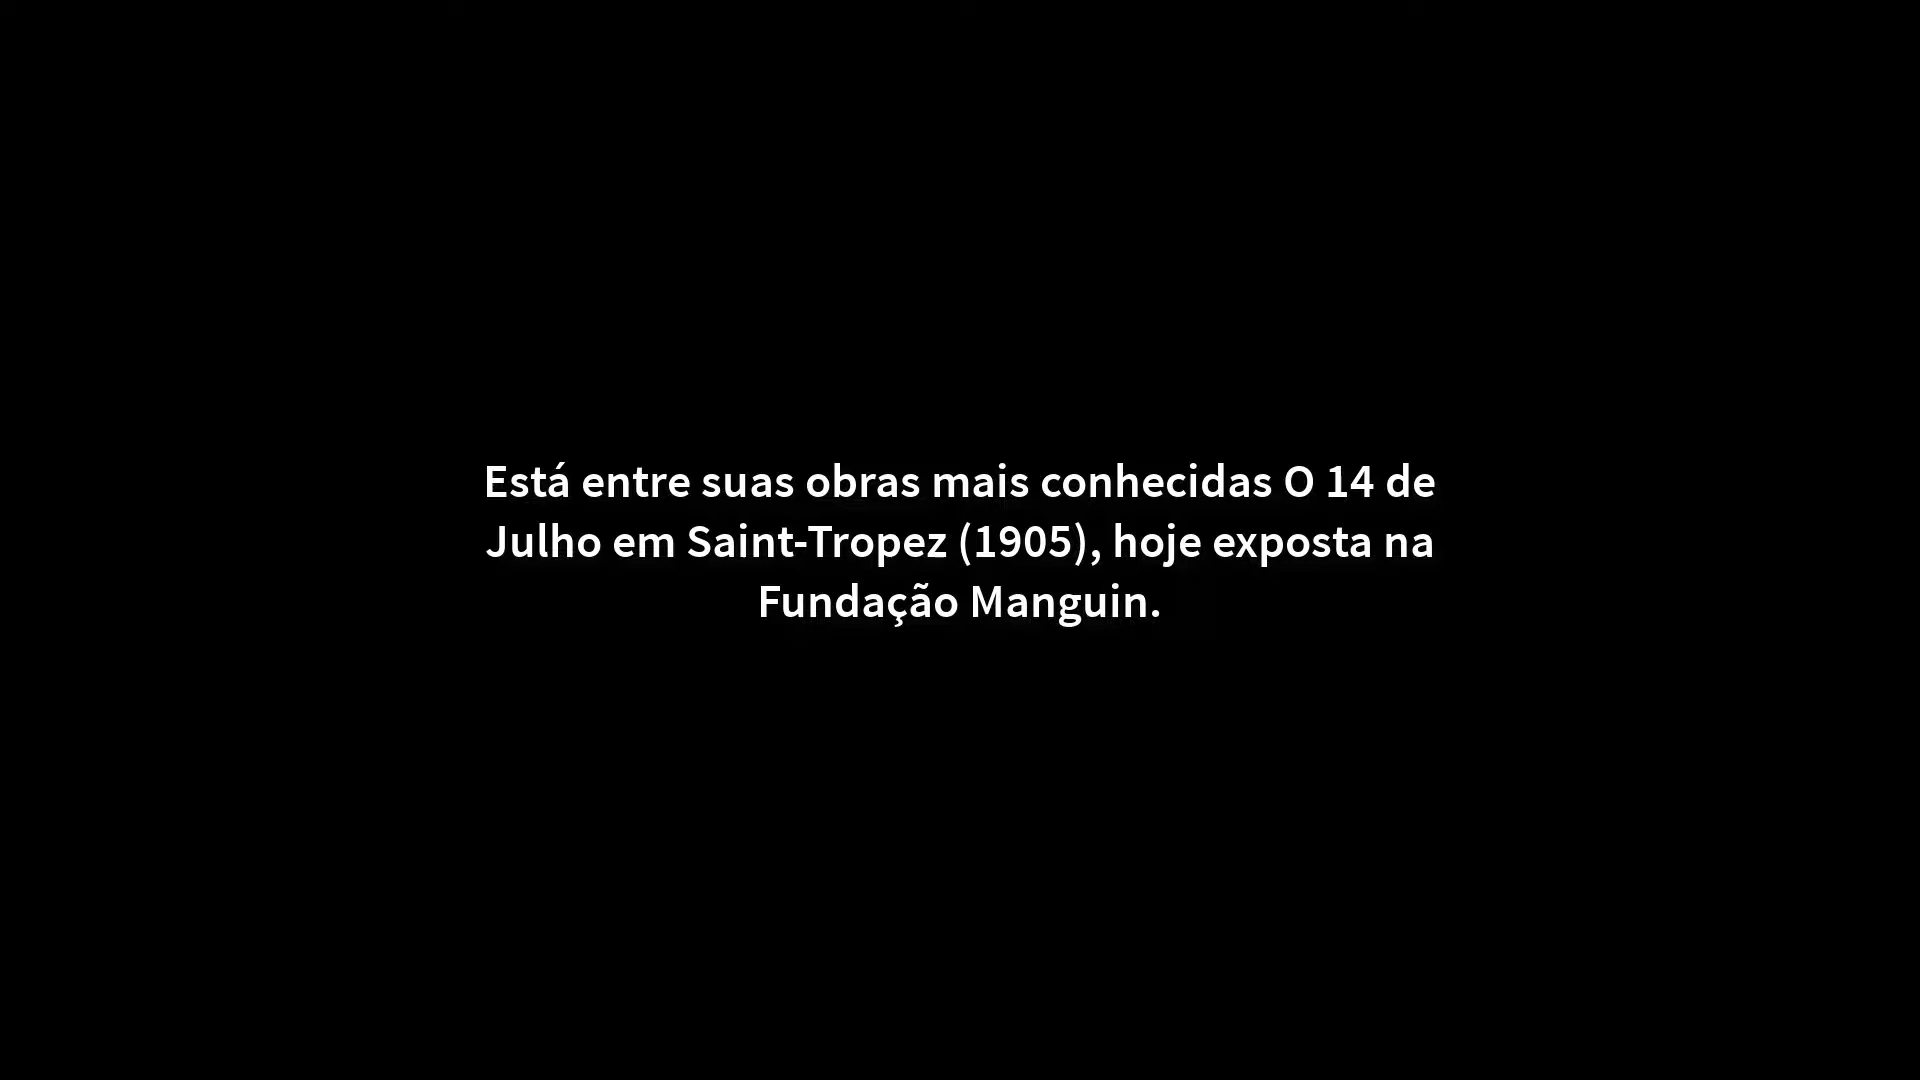 Está entre suas obras mais conhecidas O 14 de
Julho em Saint-Tropez (1905), hoje exposta na
Fundação Manguin.